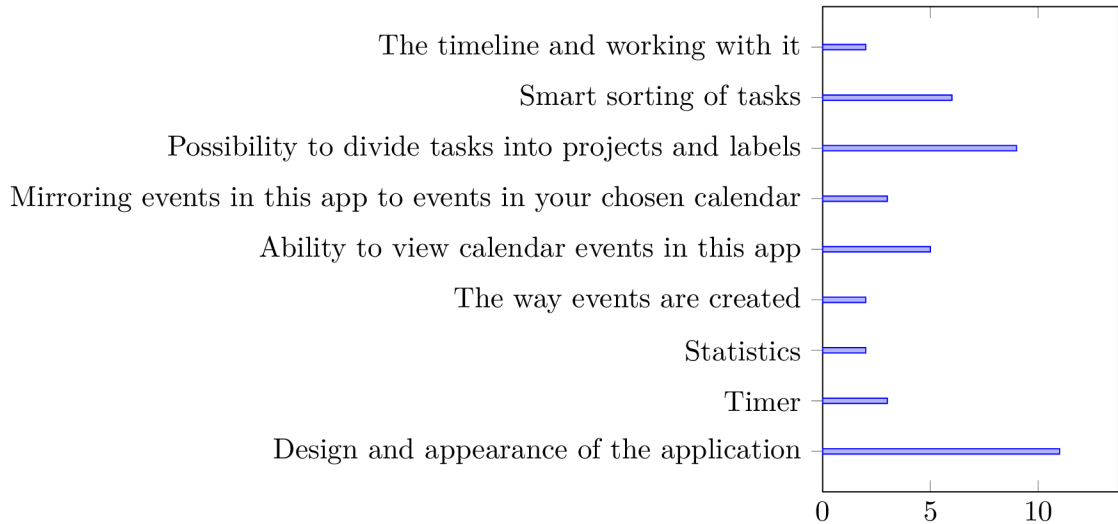 The timeline and working with it
Smart sorting of tasks
Possibility to divide tasks into projects and labels
Mirroring events in this app to events in your chosen calendar
Ability to view calendar events in this app
The way events are created
Statistics
Timer
Design and appearance of the application
0 5 10